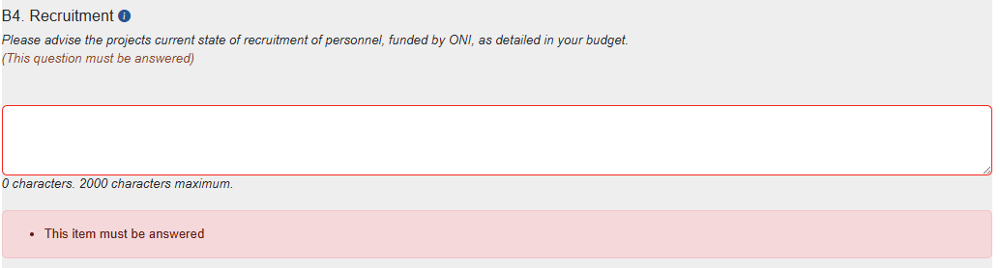 B4. Recruitment
Please advise the projects current state of recruitment of personnel, funded by ONI, as detailed in your budget.
(This question must be answered)
0 characters. 2000 characters maximum.
• This item must be answered